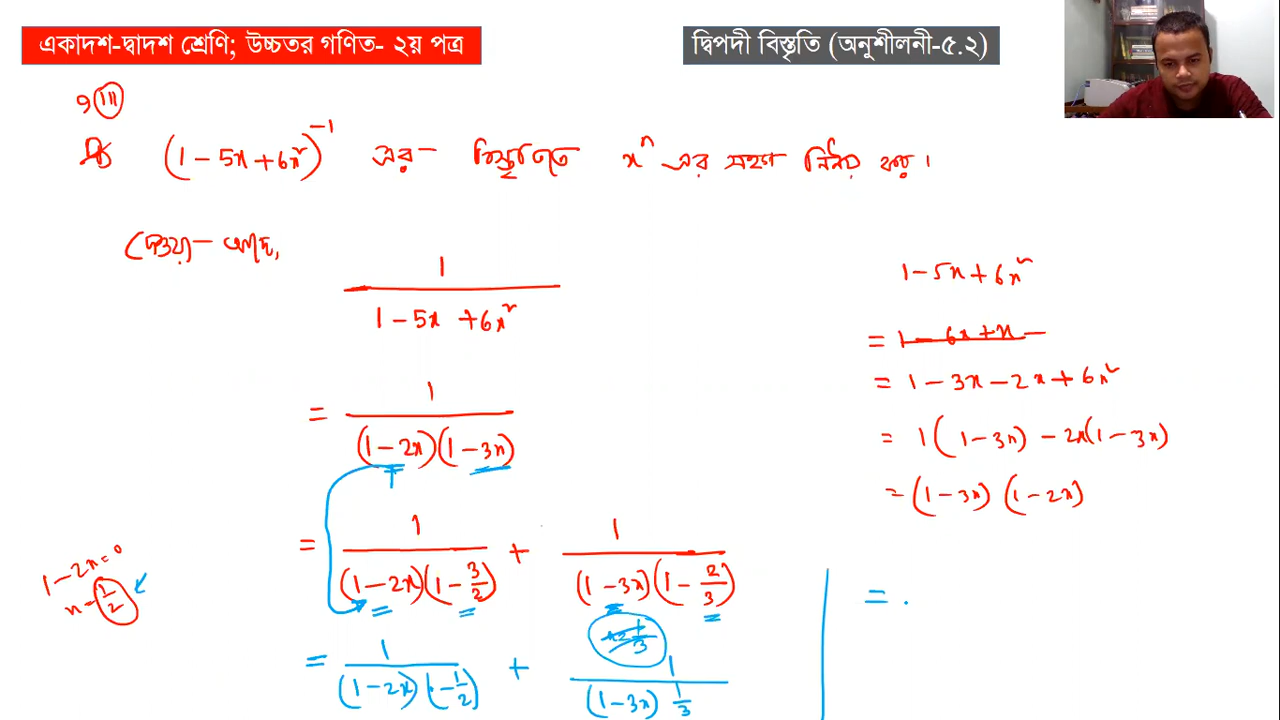 একাদশ-দ্বাদশ শ্রেণি; উচ্চতর গণিত- ২য় পত্র
দ্বিপদী বিস্তৃতি (অনুশীলনী-৫.২)
9 (iii)
(1 - 5x + 6x²)⁻¹ এর বিস্তৃতিতে xⁿ এর সহগ নির্ণয় কর।
দেওয়া আছে,
1 / (1 - 5x + 6x²)
= 1 / ((1 - 2x)(1 - 3x))
= 1 / ((1 - 2x)(1 - 3/2)) + 1 / ((1 - 3x)(1 - 2/3))
= 1 / ((1 - 2x)(- 1/2)) + 1 / ((1 - 3x) 1/3)
1 - 2x = 0
x = 1/2
1 - 5x + 6x²
= 1 - 6x + x -
= 1 - 3x - 2x + 6x²
= 1(1 - 3x) - 2x(1 - 3x)
= (1 - 3x)(1 - 2x)
= .